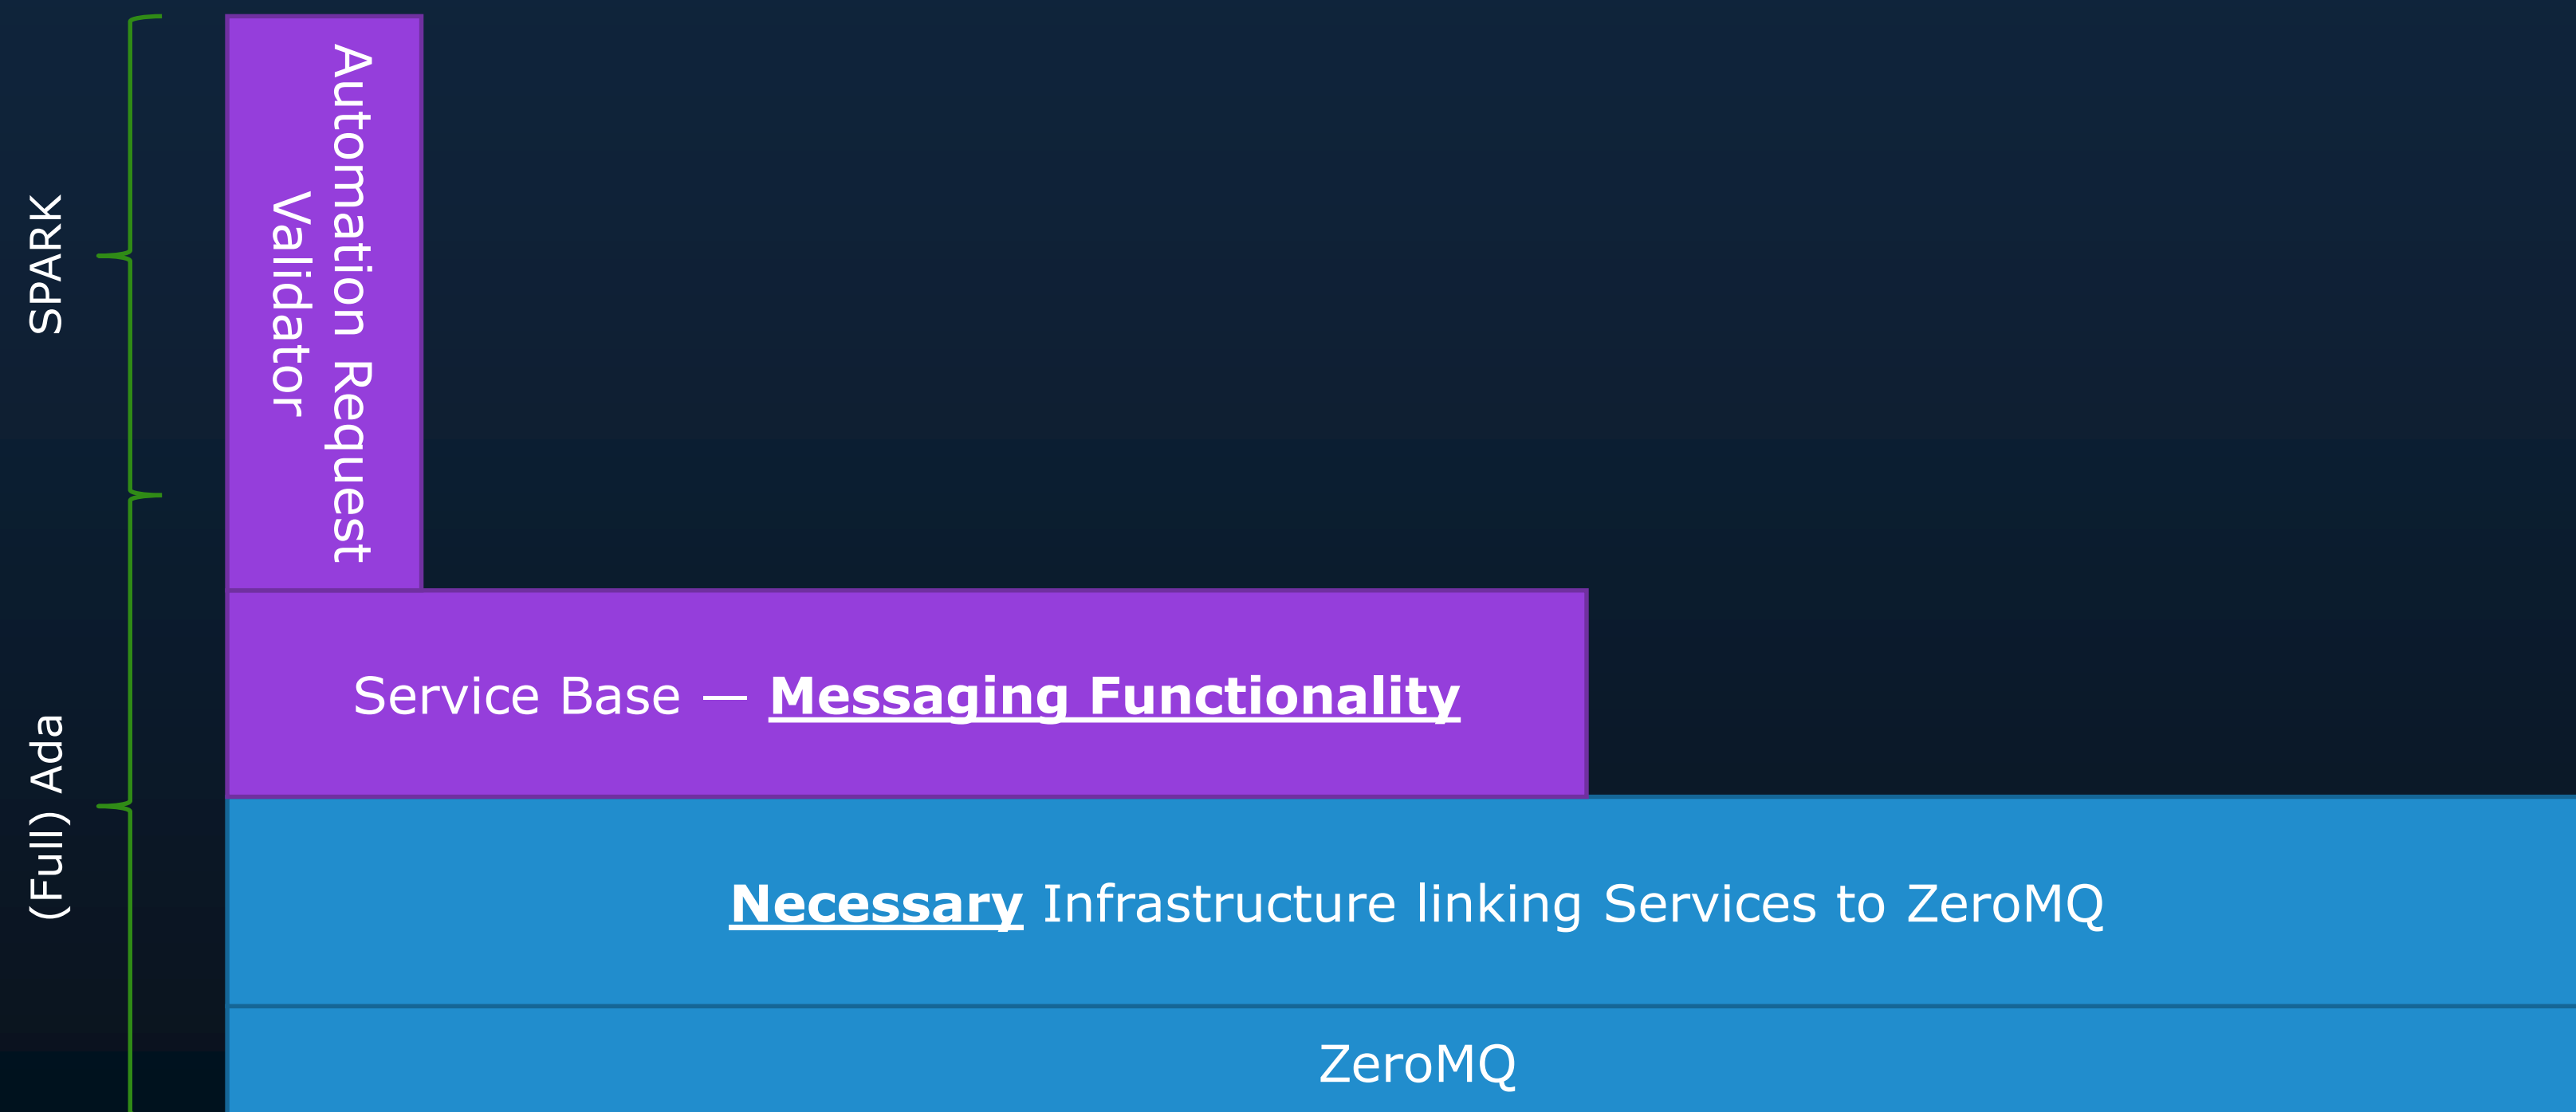 SPARK
Automation Request
Validator
(Full) Ada
Service Base — Messaging Functionality
Necessary Infrastructure linking Services to ZeroMQ
ZeroMQ